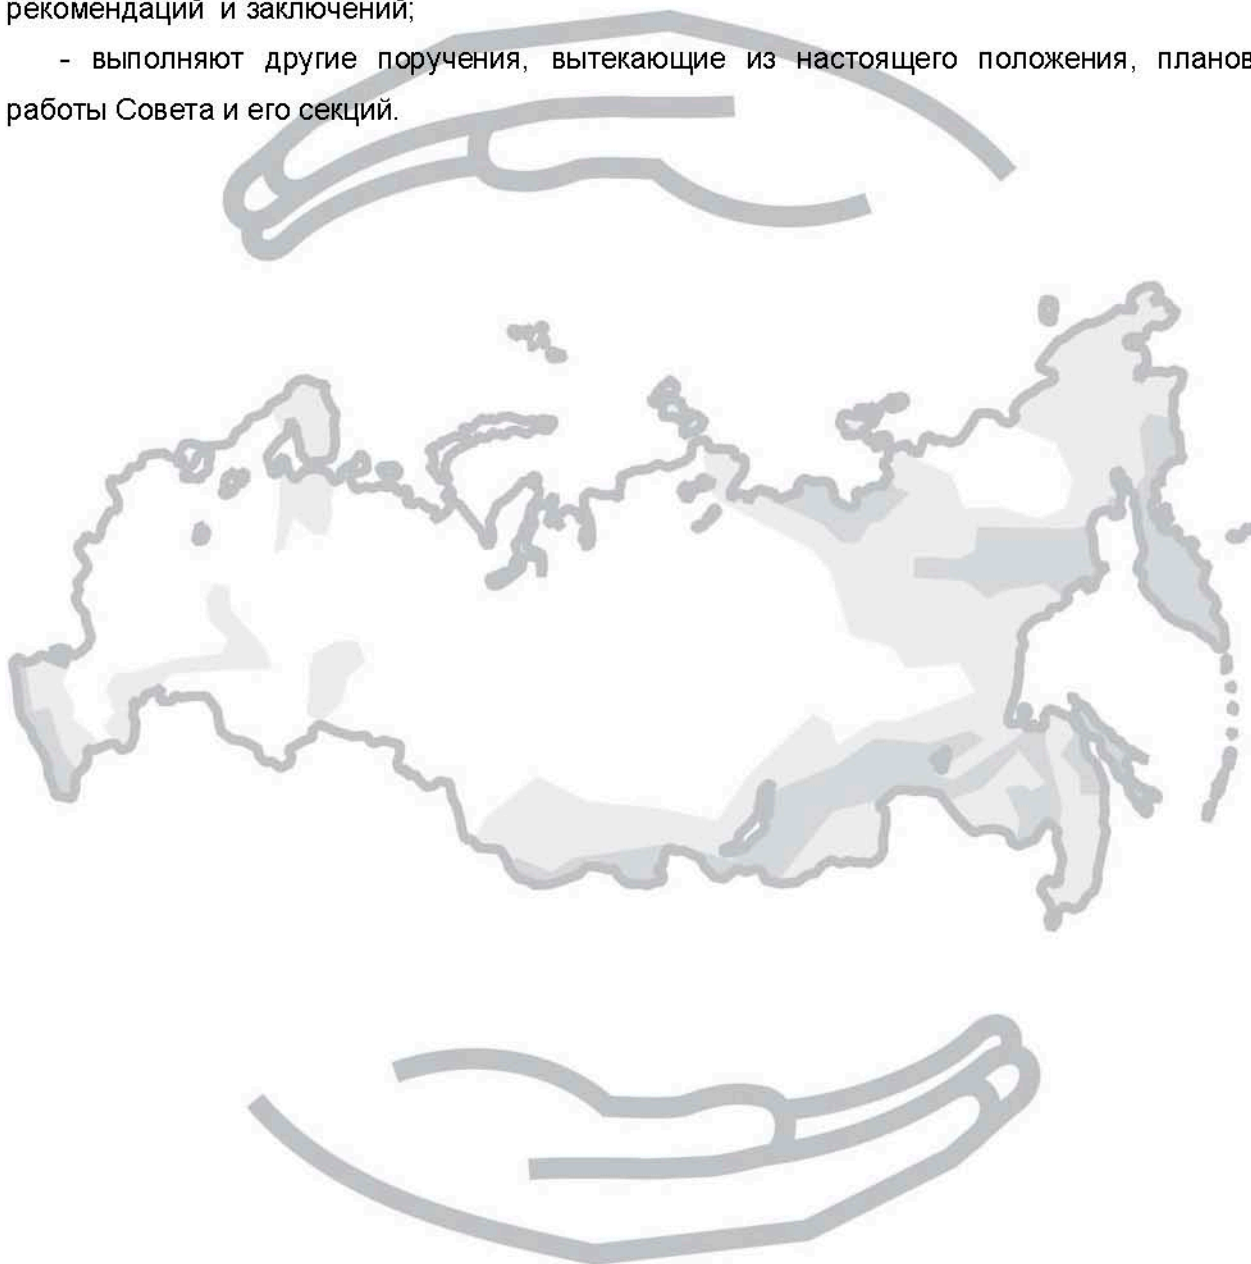 рекомендаций и заключений;
- выполняют другие поручения, вытекающие из настоящего положения, планов
работы Совета и его секций.